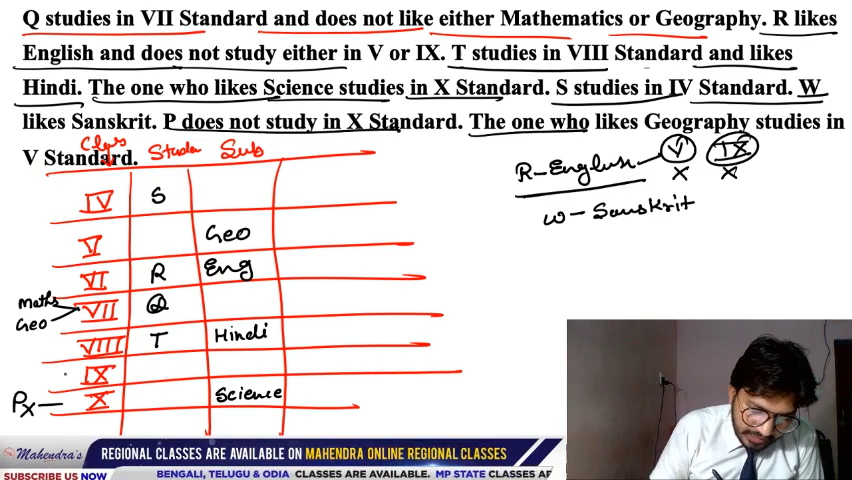 Q studies in VII Standard and does not like either Mathematics or Geography. R likes
English and does not study either in V or IX. T studies in VIII Standard and likes
Hindi. The one who likes Science studies in X Standard. S studies in IV Standard. W
likes Sanskrit. P does not study in X Standard. The one who likes Geography studies in
V Standard.
Class Studen Sub
R-English V IX
x x
W - Sanskrit
IV S
V Geo
VI R Eng
Maths
Geo
VII Q
VIII T Hindi
IX
Px X Science
Mahendra's
REGIONAL CLASSES ARE AVAILABLE ON MAHENDRA ONLINE REGIONAL CLASSES
SUBSCRIBE US NOW
BENGALI, TELUGU & ODIA CLASSES ARE AVAILABLE. MP STATE CLASSES AR